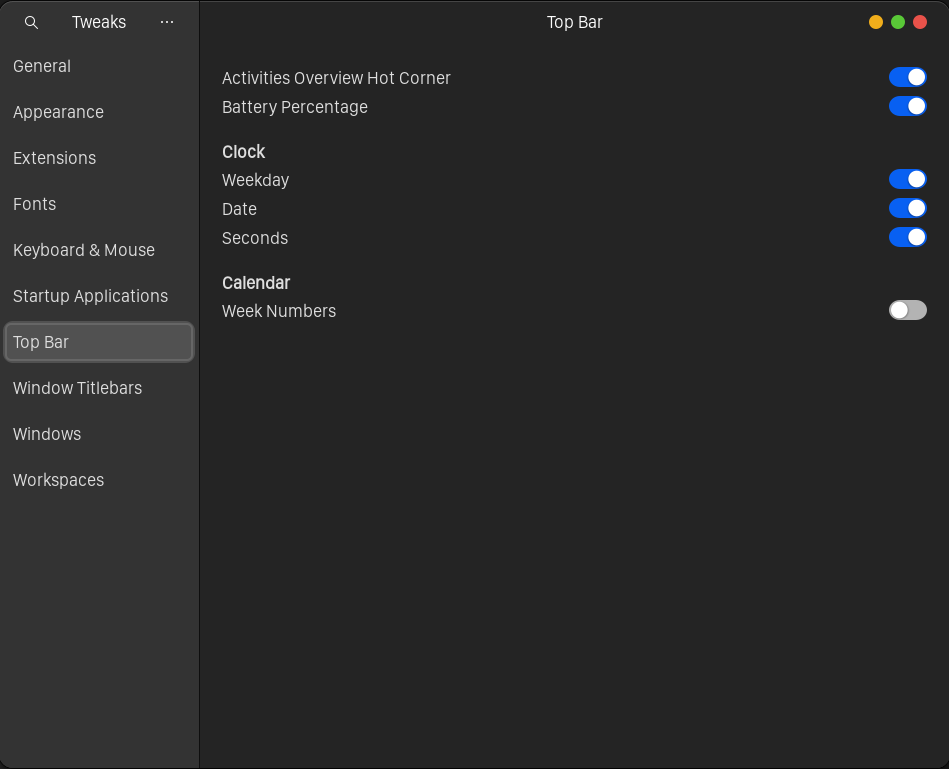 Tweaks
General
Appearance
Extensions
Fonts
Keyboard & Mouse
Startup Applications
Top Bar
Window Titlebars
Windows
Workspaces
Top Bar
Activities Overview Hot Corner
Battery Percentage
Clock
Weekday
Date
Seconds
Calendar
Week Numbers